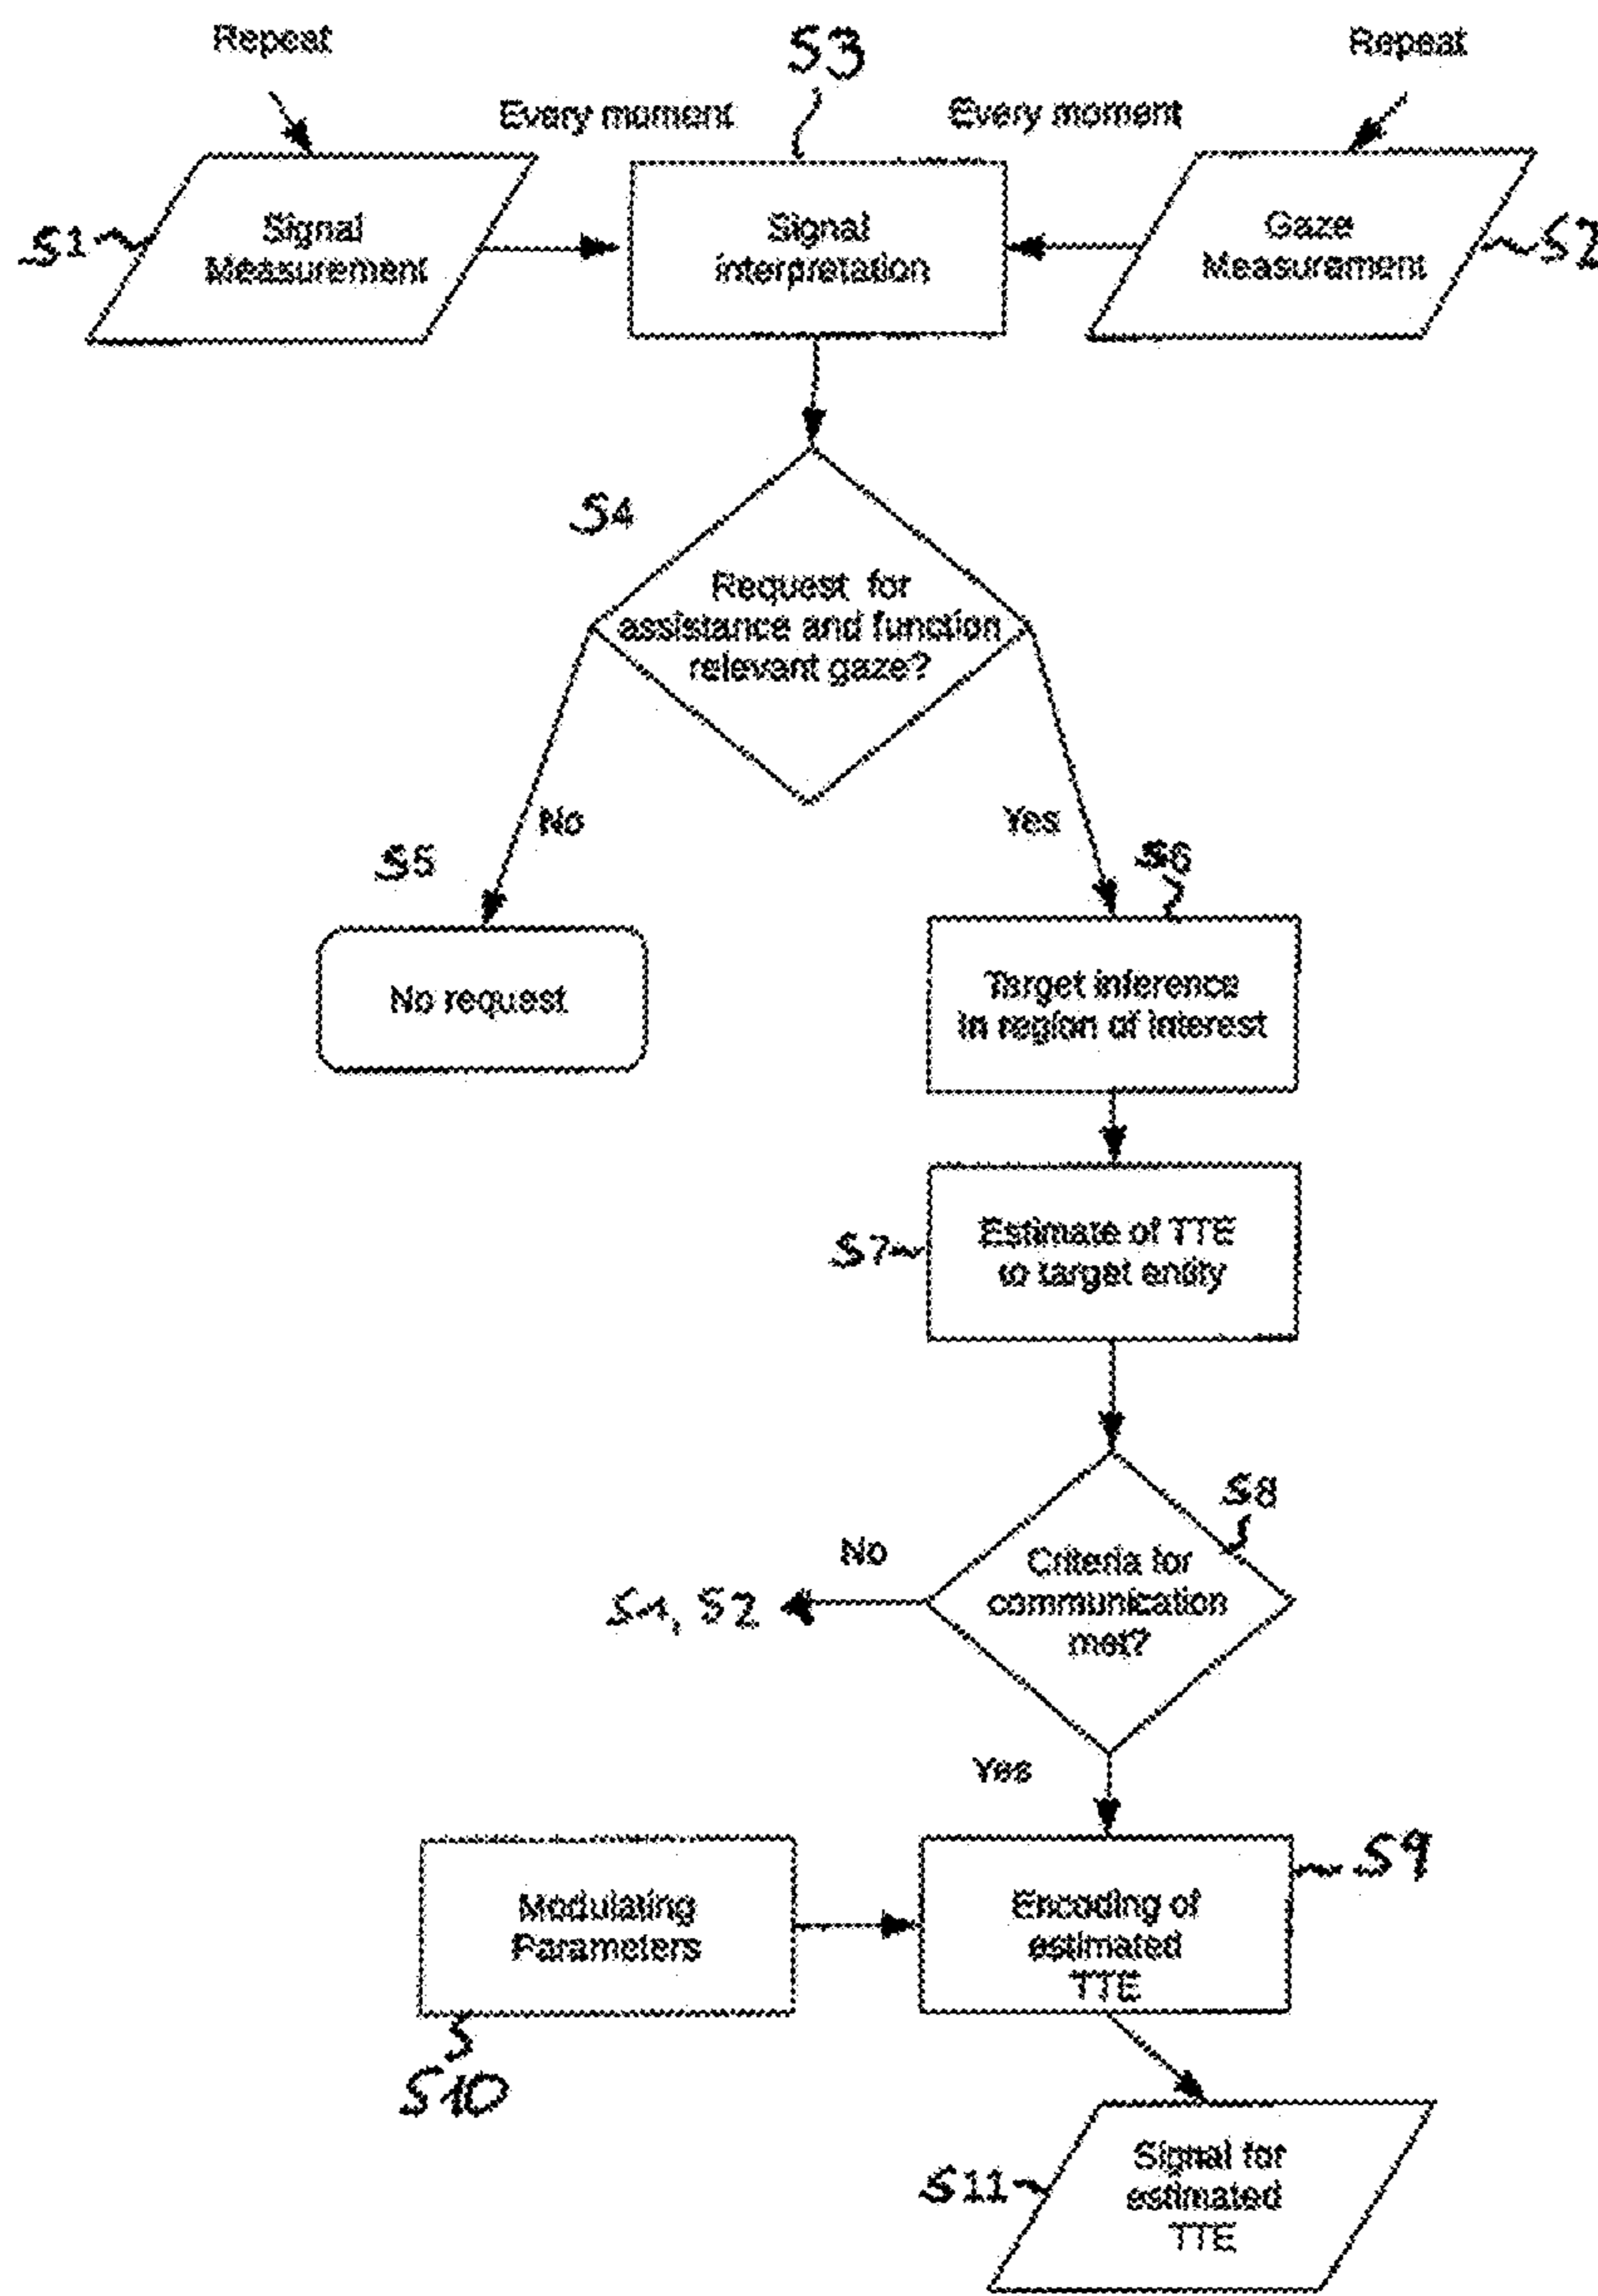 Repeat
S3
Repeat
Every moment
Every moment
S1
Signal
Measurement
Signal
interpretation
Gaze
Measurement
S2
S4
Request for
assistance and function
relevant gaze?
No
Yes
S5
S6
No request
Target inference
in region of interest
S7
Estimate of TTE
to target entity
S8
No
Criteria for
communication
met?
S1, S2
Yes
S9
Modulating
Parameters
Encoding of
estimated
TTE
S10
S11
Signal for
estimated
TTE